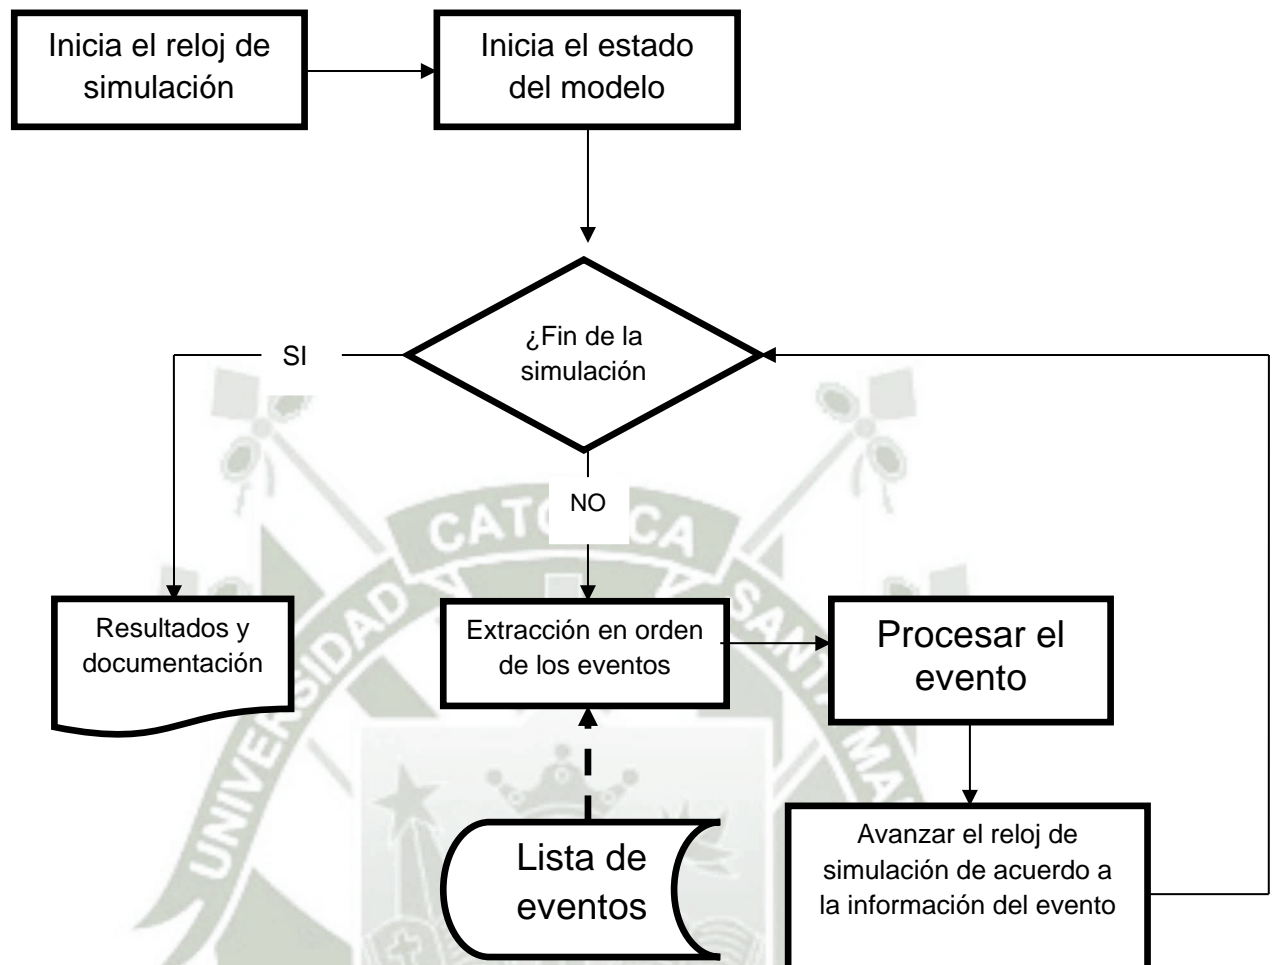 Inicia el reloj de
simulación
Inicia el estado
del modelo
¿Fin de la
simulación
SI
NO
Resultados y
documentación
Extracción en orden
de los eventos
Procesar el
evento
Lista de
eventos
Avanzar el reloj de
simulación de acuerdo a
la información del evento
UNIVERSIDAD